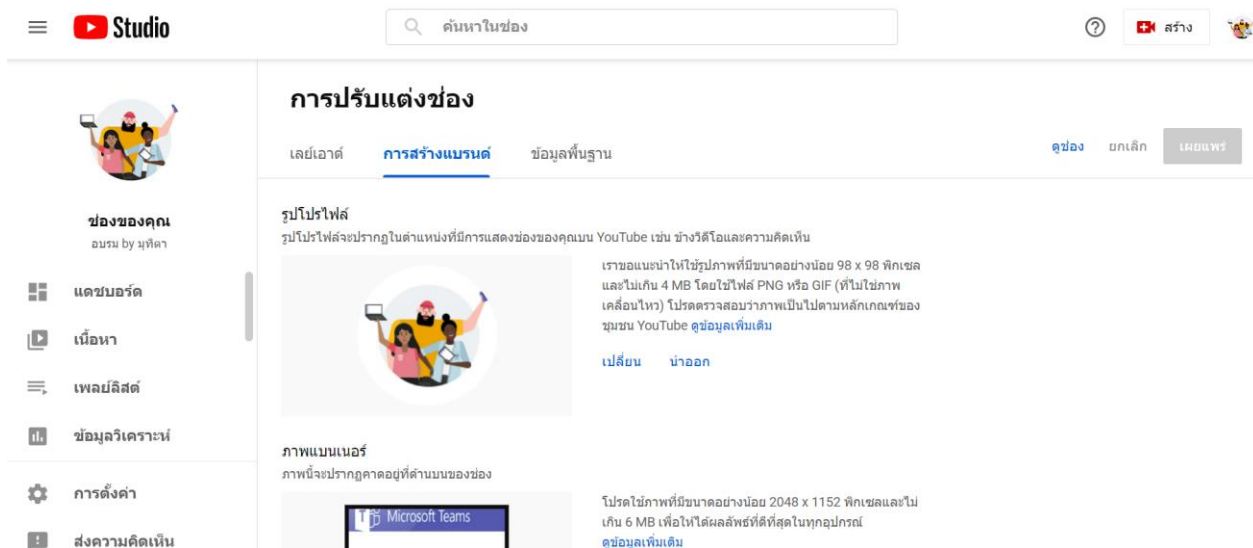 Studio
ค้นหาในช่อง
สร้าง
การปรับแต่งช่อง
เลย์เอาต์
การสร้างแบรนด์
ข้อมูลพื้นฐาน
ดูช่อง
ยกเลิก
เผยแพร่
ช่องของคุณ
อบรม by มุทิตา
แดชบอร์ด
เนื้อหา
เพลย์ลิสต์
ข้อมูลวิเคราะห์
การตั้งค่า
ส่งความคิดเห็น
รูปโปรไฟล์
รูปโปรไฟล์จะปรากฏในตำแหน่งที่มีการแสดงช่องของคุณบน YouTube เช่น ข้างวิดีโอและความคิดเห็น
เราขอแนะนำให้ใช้รูปภาพที่มีขนาดอย่างน้อย 98 x 98 พิกเซล
และไม่เกิน 4 MB โดยใช้ไฟล์ PNG หรือ GIF (ที่ไม่ใช่ภาพ
เคลื่อนไหว) โปรดตรวจสอบว่าภาพเป็นไปตามหลักเกณฑ์ของ
ชุมชน YouTube ดูข้อมูลเพิ่มเติม
เปลี่ยน
นำออก
ภาพแบนเนอร์
ภาพนี้จะปรากฏคาดอยู่ที่ด้านบนของช่อง
Microsoft Teams
โปรดใช้ภาพที่มีขนาดอย่างน้อย 2048 x 1152 พิกเซลและไม่
เกิน 6 MB เพื่อให้ได้ผลลัพธ์ที่ดีที่สุดในทุกอุปกรณ์
ดูข้อมูลเพิ่มเติม